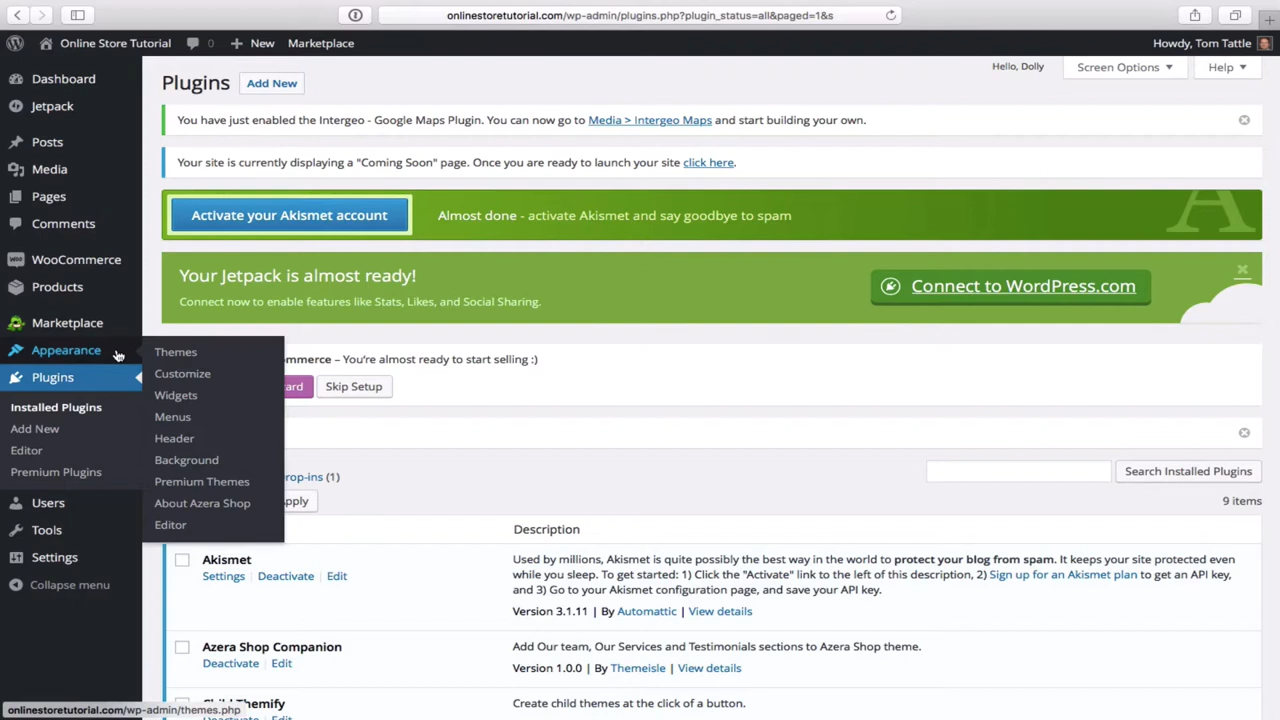 onlinestoretutorial.com/wp-admin/plugins.php?plugin_status=all&paged=1&s
Online Store Tutorial 0 New Marketplace Howdy, Tom Tattle
Dashboard
Jetpack
Posts
Media
Pages
Comments
WooCommerce
Products
Marketplace
Appearance
Plugins
Installed Plugins
Add New
Editor
Premium Plugins
Users
Tools
Settings
Collapse menu
Themes
Customize
Widgets
Menus
Header
Background
Premium Themes
About Azera Shop
Editor
Hello, Dolly Screen Options Help
Plugins Add New
You have just enabled the Intergeo - Google Maps Plugin. You can now go to Media > Intergeo Maps and start building your own.
Your site is currently displaying a "Coming Soon" page. Once you are ready to launch your site click here.
Activate your Akismet account Almost done - activate Akismet and say goodbye to spam
A
Your Jetpack is almost ready!
Connect now to enable features like Stats, Likes, and Social Sharing.
Connect to WordPress.com
mmerce – You're almost ready to start selling :)
ard Skip Setup
rop-ins (1) Search Installed Plugins
pply 9 items
Description
Akismet
Settings | Deactivate | Edit
Used by millions, Akismet is quite possibly the best way in the world to protect your blog from spam. It keeps your site protected even
while you sleep. To get started: 1) Click the "Activate" link to the left of this description, 2) Sign up for an Akismet plan to get an API key,
and 3) Go to your Akismet configuration page, and save your API key.
Version 3.1.11 | By Automattic | View details
Azera Shop Companion
Deactivate | Edit
Add Our team, Our Services and Testimonials sections to Azera Shop theme.
Version 1.0.0 | By Themeisle | View details
Child Themify
Deactivate | Edit
Create child themes at the click of a button.
onlinestoretutorial.com/wp-admin/themes.php